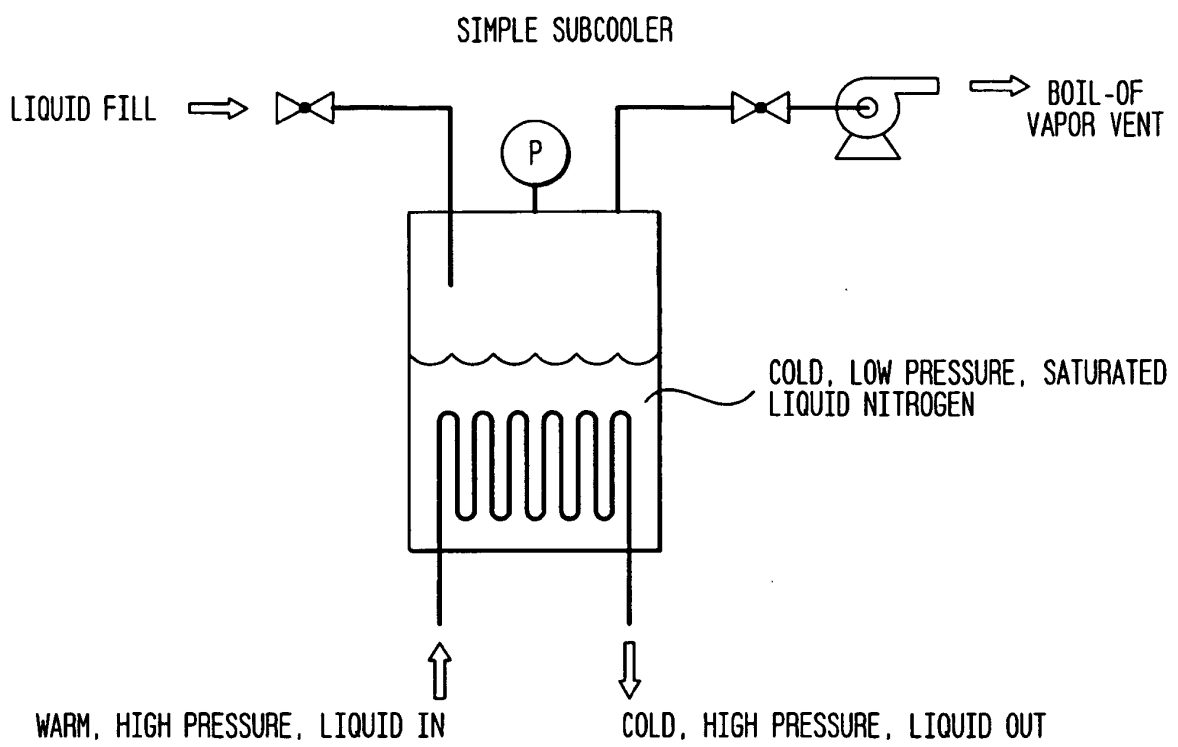 SIMPLE SUBCOOLER
LIQUID FILL
BOIL-OF
VAPOR VENT
P
COLD, LOW PRESSURE, SATURATED
LIQUID NITROGEN
WARM, HIGH PRESSURE, LIQUID IN
COLD, HIGH PRESSURE, LIQUID OUT